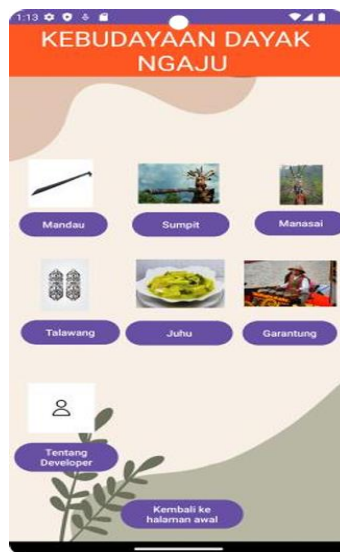 1:13
KEBUDAYAAN DAYAK
NGAJU
Mandau
Sumpit
Manasai
Talawang
Juhu
Garantung
Tentang
Developer
Kembali ke
halaman awal